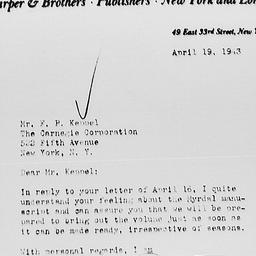 arper & Brothers · Publishers · New York and Lon
49 East 33rd Street, New Y
April 19, 1943
Mr. F. P. Keppel
The Carnegie Corporation
522 Fifth Avenue
New York, N. Y.
Dear Mr. Keppel:
In reply to your letter of April 16, I quite
understand your feeling about the Myrdal manu-
script and can assure you that we will be pre-
pared to bring out the volume just as soon as
it can be made ready, irrespective of seasons.
With personal regards, I am